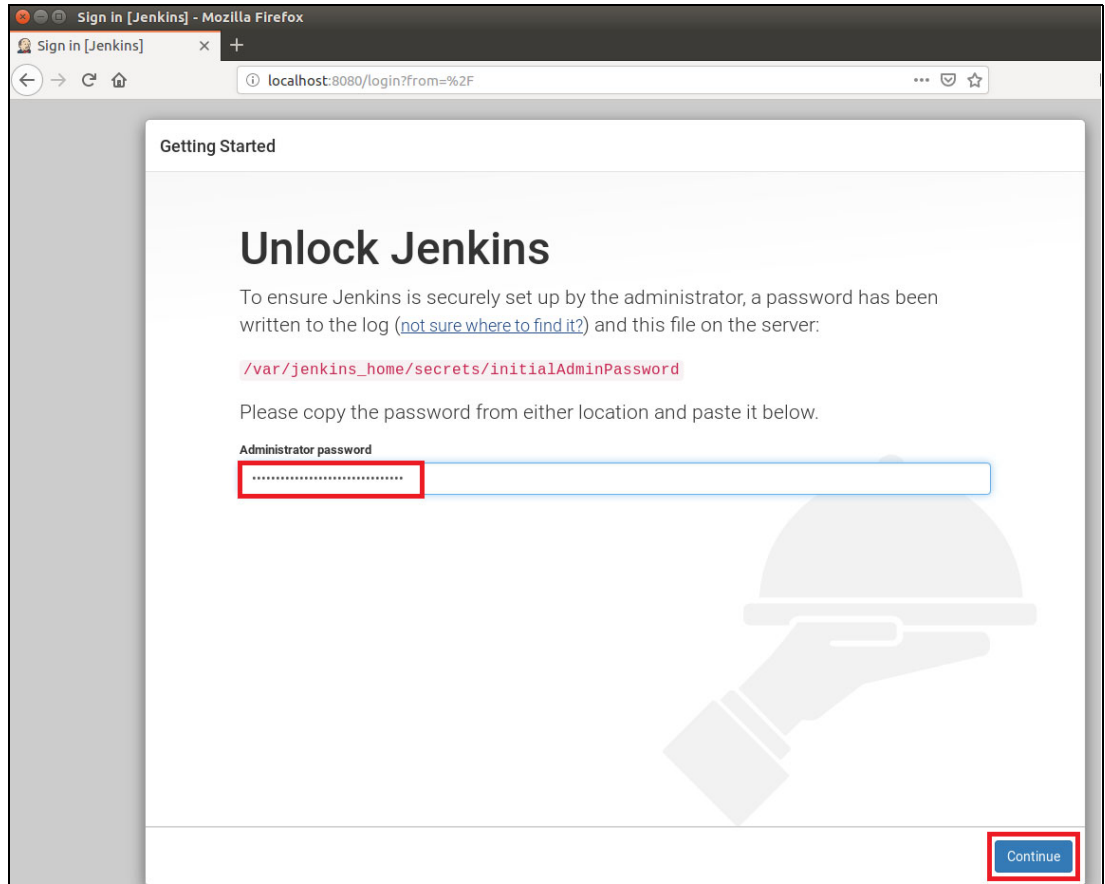 Sign in [Jenkins] - Mozilla Firefox
Sign in [Jenkins]
localhost:8080/login?from=%2F
Getting Started
Unlock Jenkins
To ensure Jenkins is securely set up by the administrator, a password has been
written to the log (not sure where to find it?) and this file on the server:
/var/jenkins_home/secrets/initialAdminPassword
Please copy the password from either location and paste it below.
Administrator password
Continue